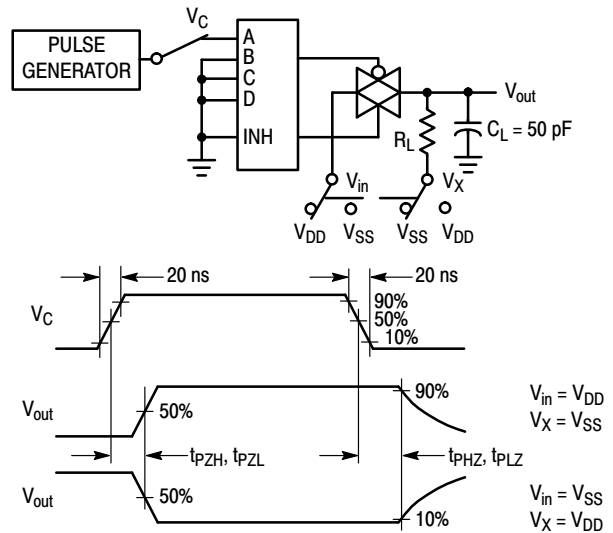 V_C
PULSE
GENERATOR
A
B
C
D
INH
V_out
R_L
C_L = 50 pF
V_in
V_X
V_DD
V_SS
V_SS
V_DD
20 ns
20 ns
V_C
90%
50%
10%
V_out
50%
90%
V_in = V_DD
V_X = V_SS
t_PZH, t_PZL
t_PHZ, t_PLZ
V_out
50%
10%
V_in = V_SS
V_X = V_DD